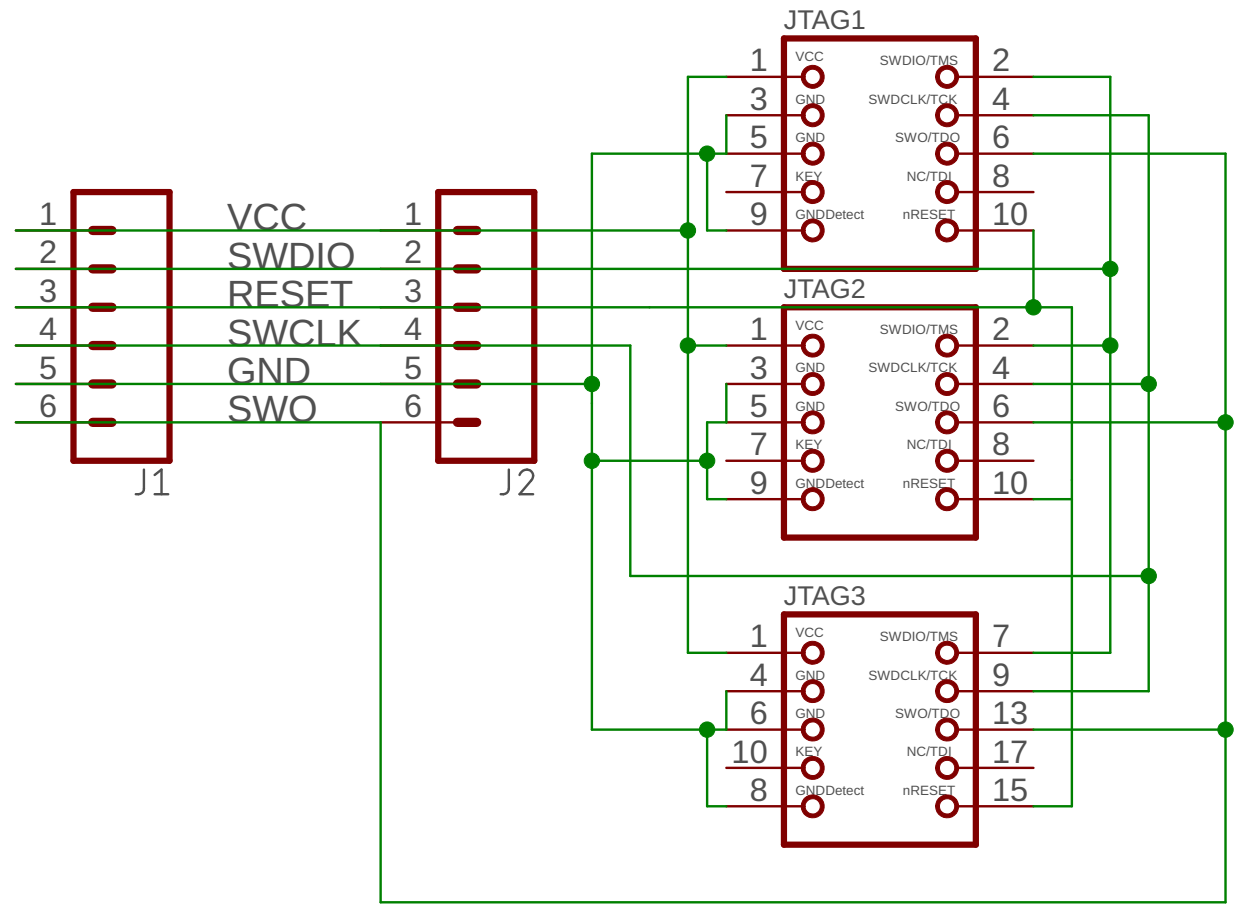 JTAG1
1 VCC SWDIO/TMS 2
3 GND SWDCLK/TCK 4
5 GND SWO/TDO 6
7 KEY NC/TDI 8
9 GNDDetect nRESET 10
1 VCC 1
2 SWDIO 2
3 RESET 3
4 SWCLK 4
5 GND 5
6 SWO 6
J1 J2
JTAG2
1 VCC SWDIO/TMS 2
3 GND SWDCLK/TCK 4
5 GND SWO/TDO 6
7 KEY NC/TDI 8
9 GNDDetect nRESET 10
JTAG3
1 VCC SWDIO/TMS 7
4 GND SWDCLK/TCK 9
6 GND SWO/TDO 13
10 KEY NC/TDI 17
8 GNDDetect nRESET 15